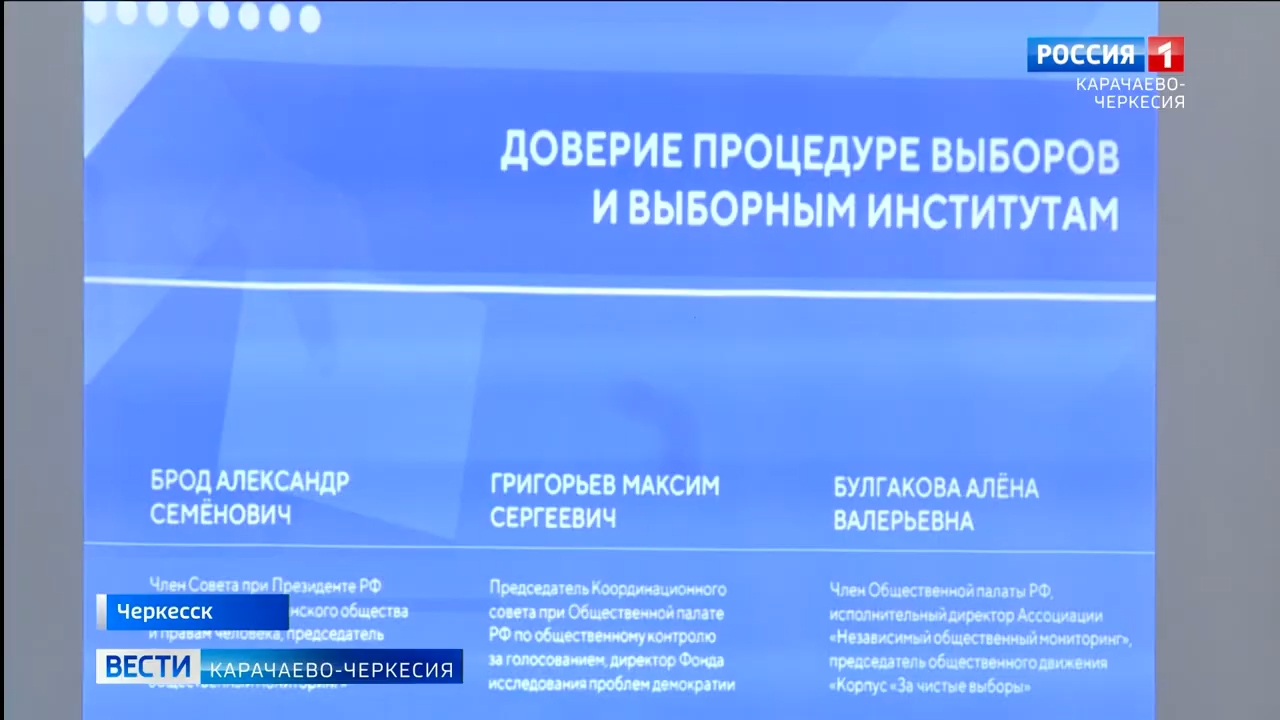 РОССИЯ 1
КАРАЧАЕВО-
ЧЕРКЕСИЯ
ДОВЕРИЕ ПРОЦЕДУРЕ ВЫБОРОВ
И ВЫБОРНЫМ ИНСТИТУТАМ
БРОД АЛЕКСАНДР
СЕМЁНОВИЧ
Член Совета при Президенте РФ
нского общества
и правам человека, председатель
ГРИГОРЬЕВ МАКСИМ
СЕРГЕЕВИЧ
Председатель Координационного
совета при Общественной палате
РФ по общественному контролю
за голосованием, директор Фонда
исследования проблем демократии
БУЛГАКОВА АЛЁНА
ВАЛЕРЬЕВНА
Член Общественной палаты РФ,
исполнительный директор Ассоциации
«Независимый общественный мониторинг»,
председатель общественного движения
«Корпус «За чистые выборы»
Черкесск
ВЕСТИ КАРАЧАЕВО-ЧЕРКЕСИЯ